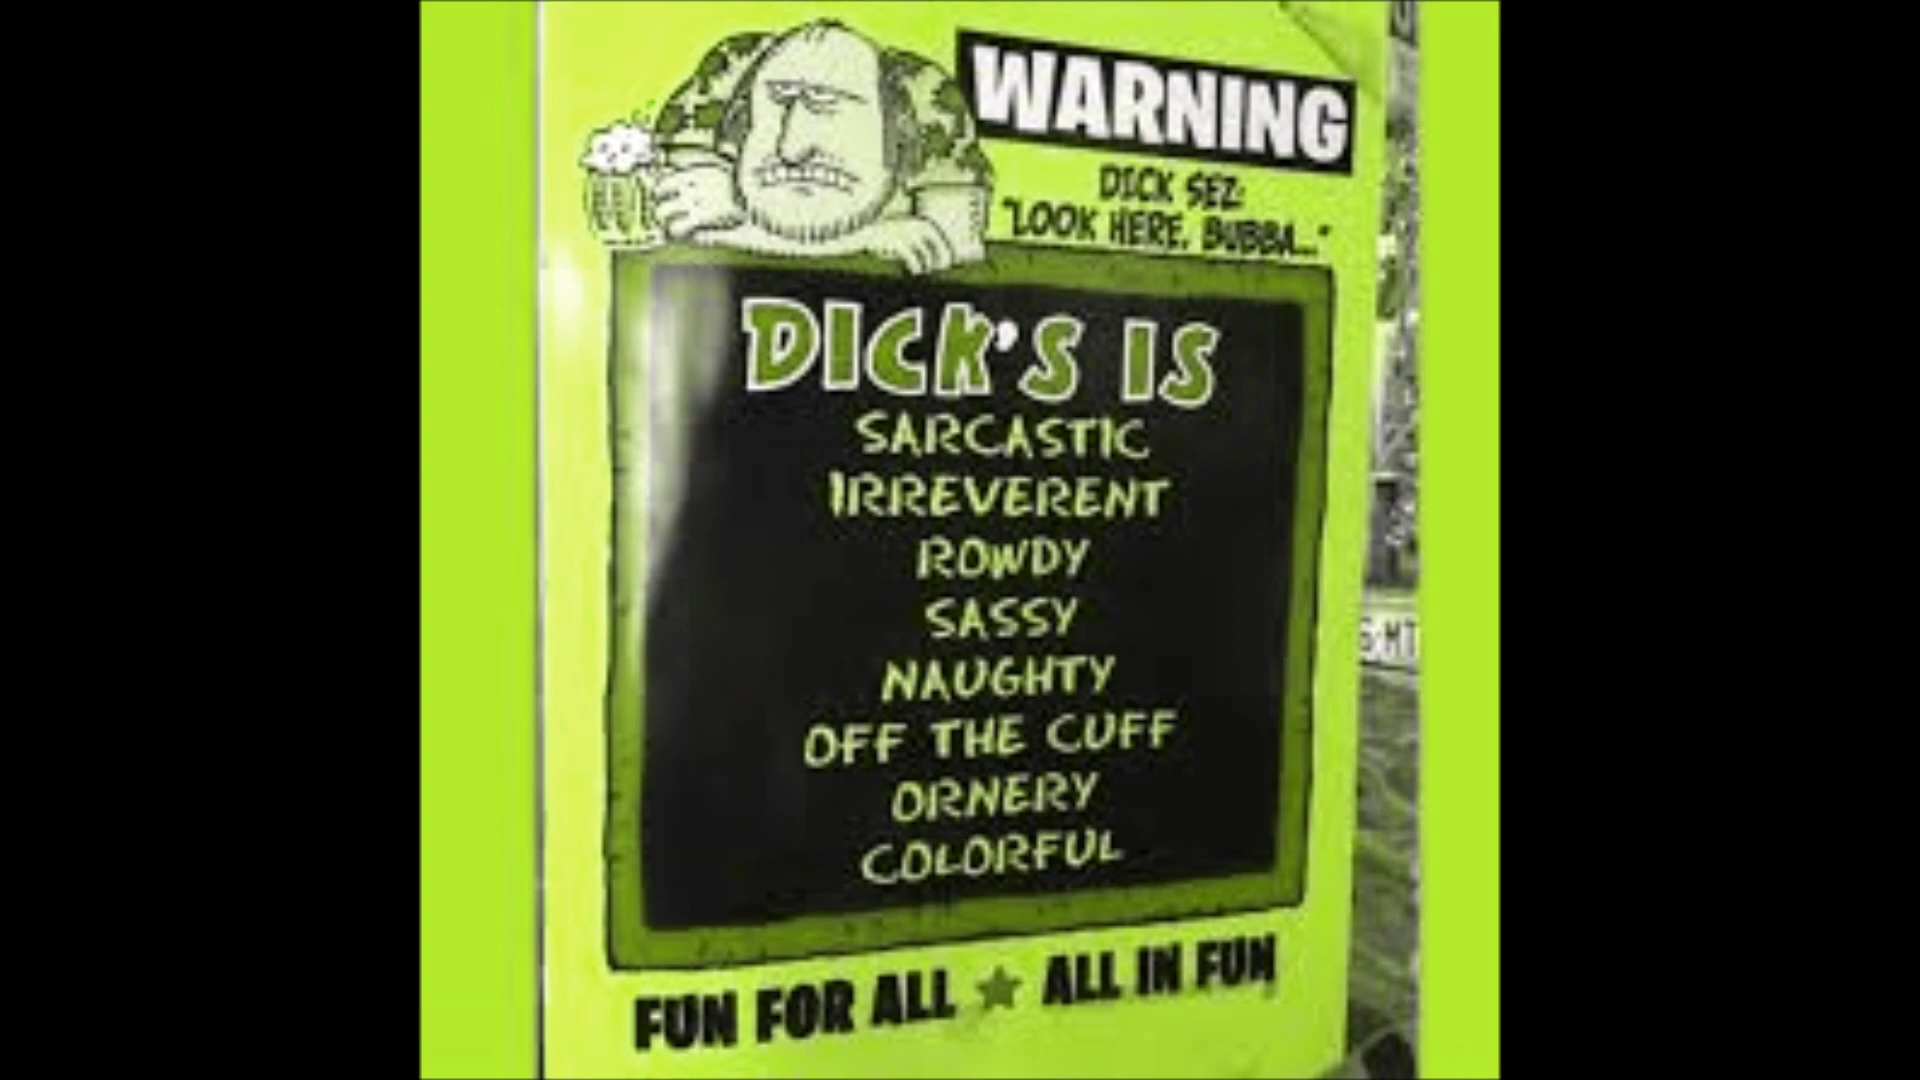 WARNING
DICK SEZ:
"LOOK HERE, BUBBA..."
DICK'S IS
SARCASTIC
IRREVERENT
ROWDY
SASSY
NAUGHTY
OFF THE CUFF
ORNERY
COLORFUL
FUN FOR ALL ★ ALL IN FUN